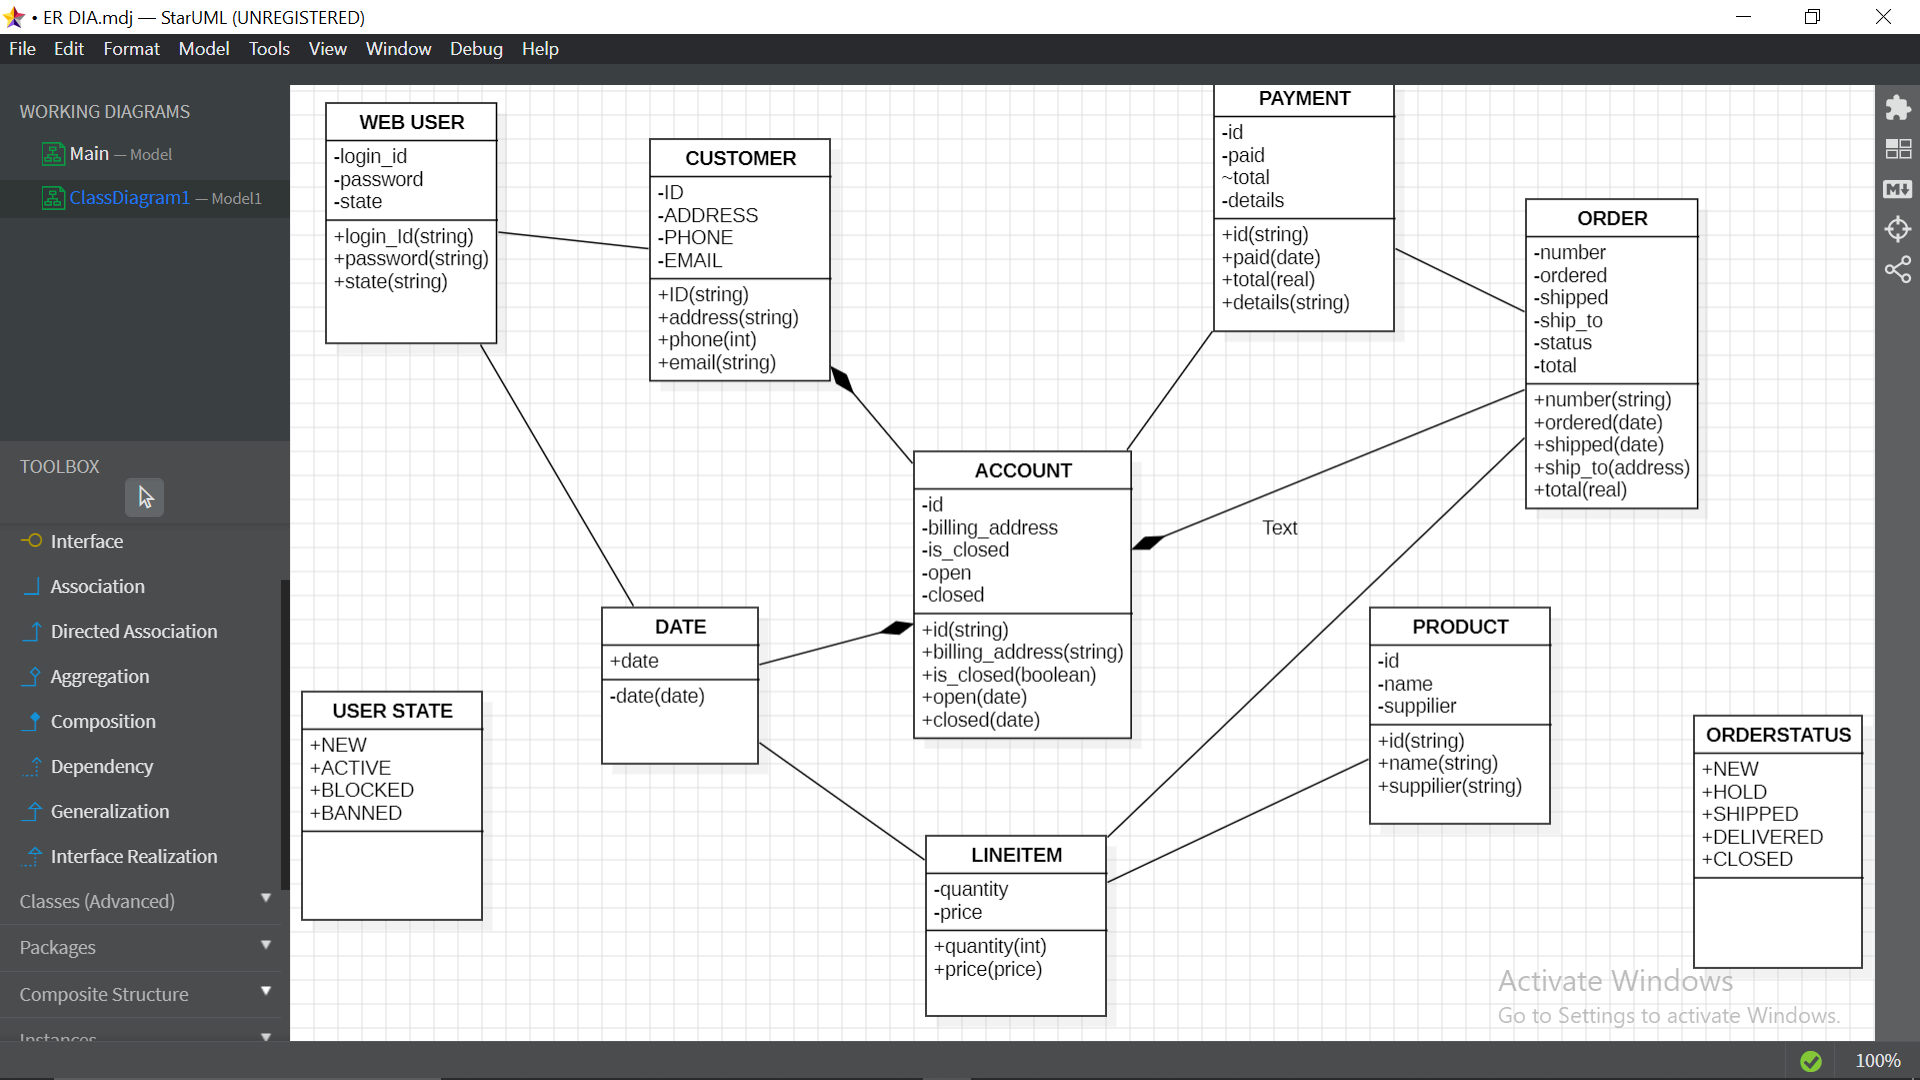 • ER DIA.mdj — StarUML (UNREGISTERED)
File Edit Format Model Tools View Window Debug Help
WORKING DIAGRAMS
Main — Model
ClassDiagram1 — Model1
TOOLBOX
Interface
Association
Directed Association
Aggregation
Composition
Dependency
Generalization
Interface Realization
Classes (Advanced)
Packages
Composite Structure
Instances
WEB USER
-login_id
-password
-state
+login_Id(string)
+password(string)
+state(string)
CUSTOMER
-ID
-ADDRESS
-PHONE
-EMAIL
+ID(string)
+address(string)
+phone(int)
+email(string)
PAYMENT
-id
-paid
~total
-details
+id(string)
+paid(date)
+total(real)
+details(string)
ORDER
-number
-ordered
-shipped
-ship_to
-status
-total
+number(string)
+ordered(date)
+shipped(date)
+ship_to(address)
+total(real)
ACCOUNT
-id
-billing_address
-is_closed
-open
-closed
+id(string)
+billing_address(string)
+is_closed(boolean)
+open(date)
+closed(date)
Text
DATE
+date
-date(date)
USER STATE
+NEW
+ACTIVE
+BLOCKED
+BANNED
PRODUCT
-id
-name
-suppilier
+id(string)
+name(string)
+suppilier(string)
ORDERSTATUS
+NEW
+HOLD
+SHIPPED
+DELIVERED
+CLOSED
LINEITEM
-quantity
-price
+quantity(int)
+price(price)
Activate Windows
Go to Settings to activate Windows.
M
100%